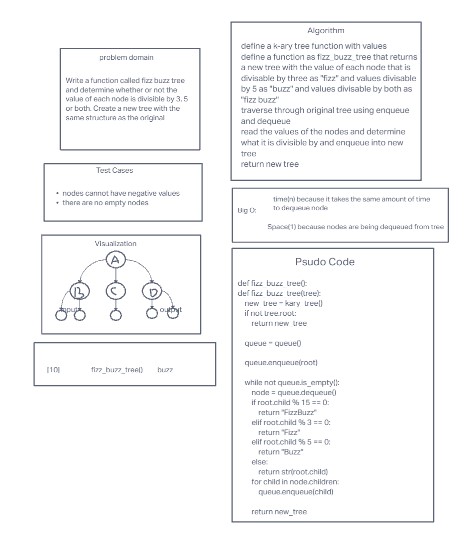 problem domain
Write a function called fizz buzz tree
and determine whether or not the
value of each node is divisible by 3, 5
or both. Create a new tree with the
same structure as the original
Test Cases
• nodes cannot have negative values
• there are no empty nodes
Visualization
A
B
C
D
input
output
[10] fizz_buzz_tree() buzz
Algorithm
define a k-ary tree function with values
define a function as fizz_buzz_tree that returns
a new tree with the value of each node that is
divisable by three as "fizz" and values divisable
by 5 as "buzz" and values divisable by both as
"fizz buzz"
traverse through original tree using enqueue
and dequeue
read the values of the nodes and determine
what it is divisible by and enqueue into new
tree
return new tree
Big O:
time(n) because it takes the same amount of time
to dequeue node
Space(1) because nodes are being dequeued from tree
Psudo Code
def fizz_buzz_tree():
def fizz_buzz_tree(tree):
new_tree = kary_tree()
if not tree.root:
return new_tree
queue = queue()
queue.enqueue(root)
while not queue.is_empty():
node = queue.dequeue()
if root.child % 15 == 0:
return "FizzBuzz"
elif root.child % 3 == 0:
return "Fizz"
elif root.child % 5 == 0:
return "Buzz"
else:
return str(root.child)
for child in node.children:
queue.enqueue(child)
return new_tree